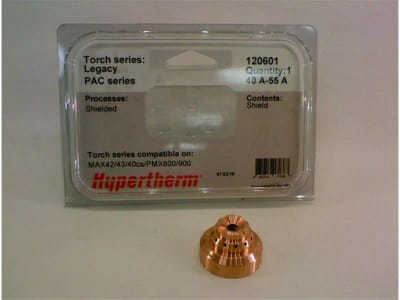 Torch series:
Legacy
PAC series
120601
Quantity:1
40 A-55 A
Processes:
Shielded
Contents:
Shield
Torch series compatible on:
MAX42/43/40cs/PMX800/900
Hypertherm